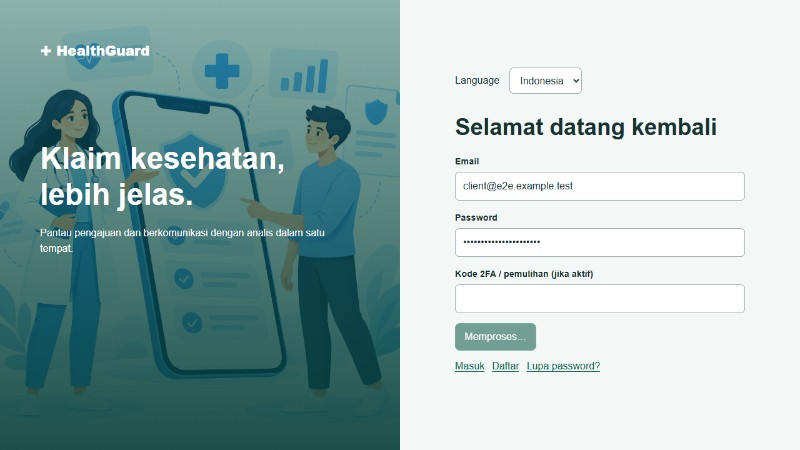 + HealthGuard
Klaim kesehatan,
lebih jelas.
Pantau pengajuan dan berkomunikasi dengan analis dalam satu
tempat.
Language Indonesia
Selamat datang kembali
Email
client@e2e.example.test
Password
••••••••••••••••••••••
Kode 2FA / pemulihan (jika aktif)
Memproses...
Masuk Daftar Lupa password?